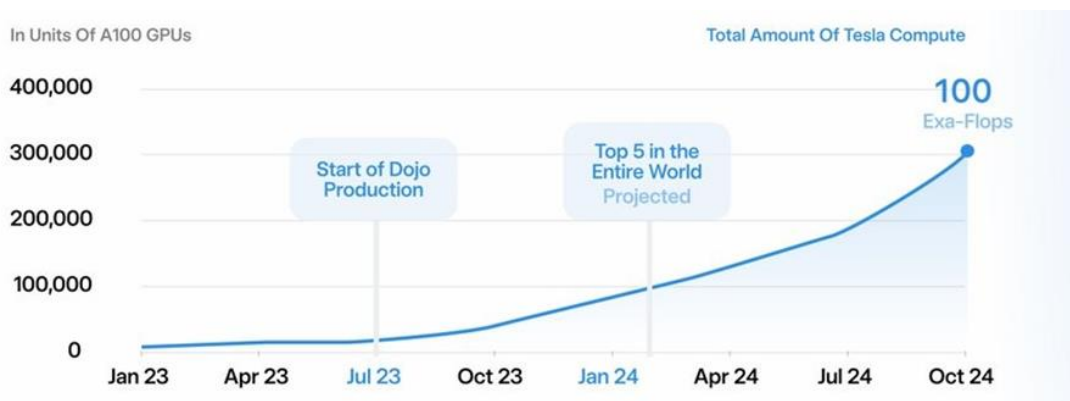 In Units Of A100 GPUs
Total Amount Of Tesla Compute
400,000
100
Exa-Flops
300,000
Start of Dojo
Production
Top 5 in the
Entire World
Projected
200,000
100,000
0
Jan 23
Apr 23
Jul 23
Oct 23
Jan 24
Apr 24
Jul 24
Oct 24